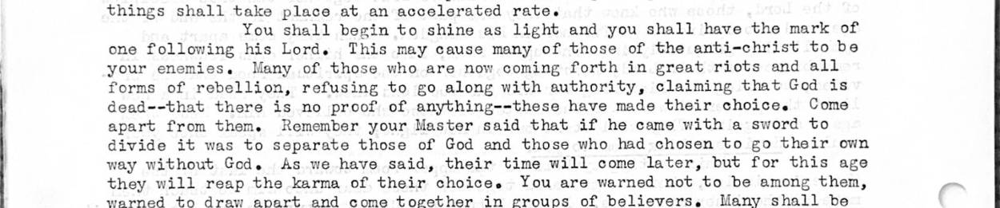 things shall take place at an accelerated rate.
You shall begin to shine as light and you shall have the mark of
one following his Lord. This may cause many of those of the anti-christ to be
your enemies. Many of those who are now coming forth in great riots and all
forms of rebellion, refusing to go along with authority, claiming that God is
dead--that there is no proof of anything--these have made their choice. Come
apart from them. Remember your Master said that if he came with a sword to
divide it was to separate those of God and those who had chosen to go their own
way without God. As we have said, their time will come later, but for this age
they will reap the karma of their choice. You are warned not to be among them,
warned to draw apart and come together in groups of believers. Many shall be